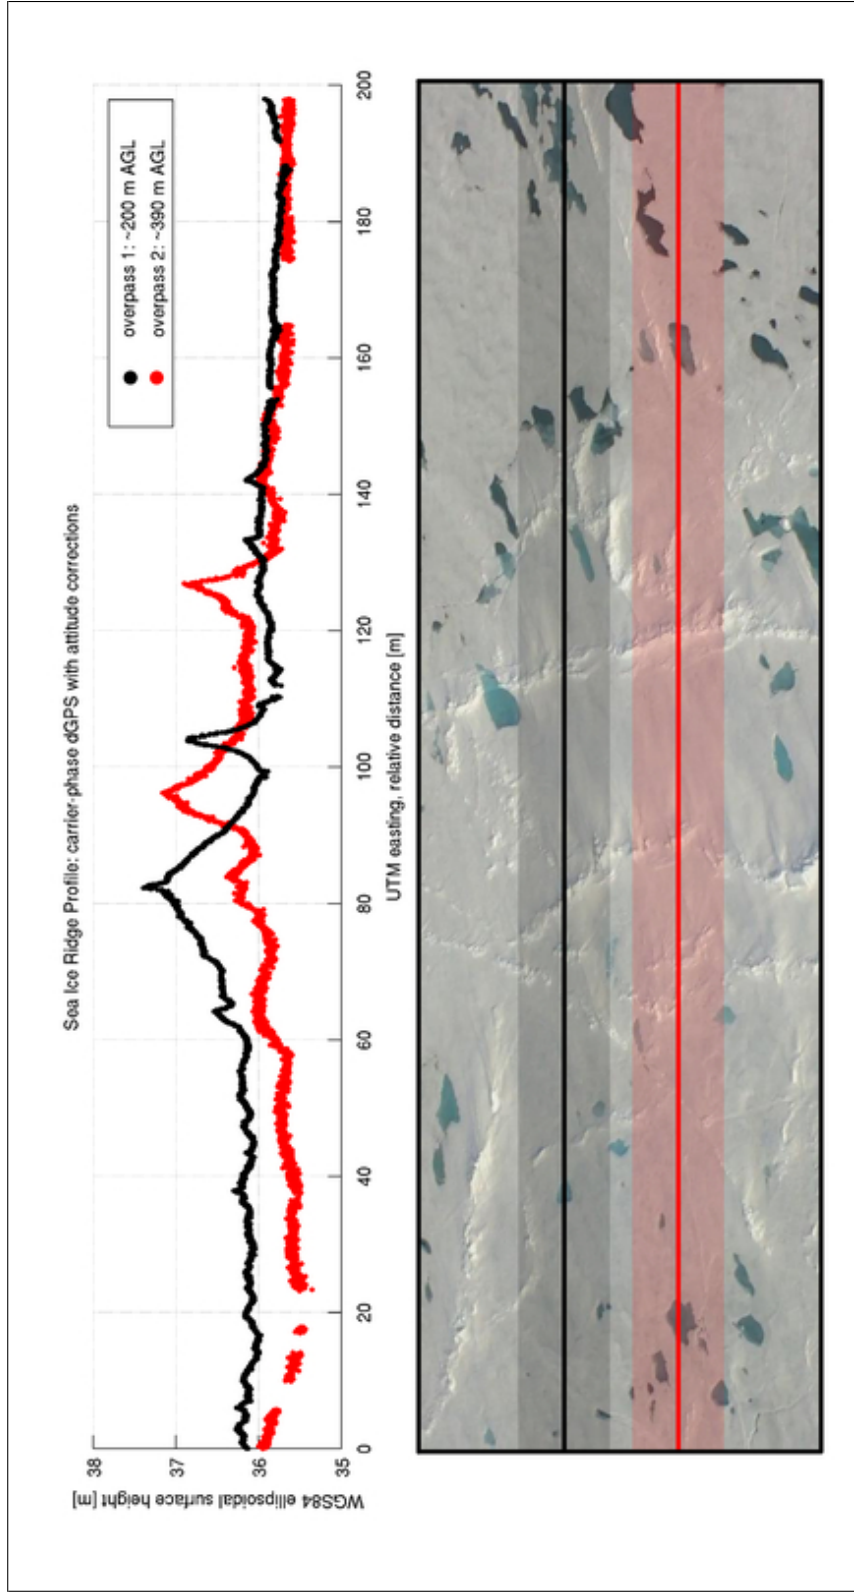 Sea Ice Ridge Profile: carrier-phase dGPS with attitude corrections
WGS84 ellipsoidal surface height [m]
38
37
36
35
overpass 1: ~200 m AGL
overpass 2: ~390 m AGL
0 20 40 60 80 100 120 140 160 180 200
UTM easting, relative distance [m]